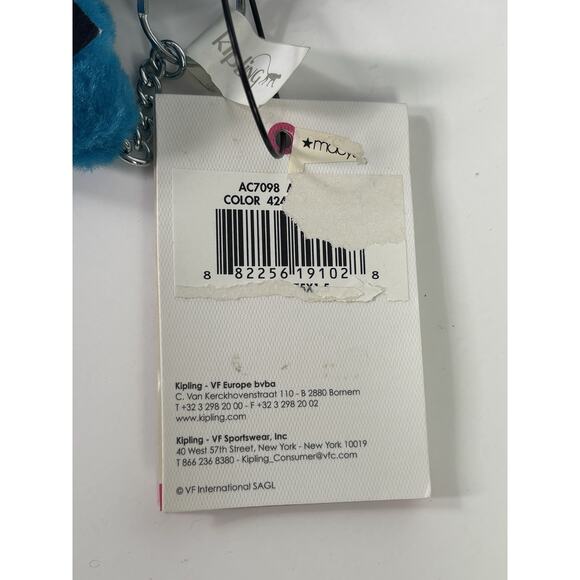 kipling
★macy
AC7098 A
COLOR 424
8 82256 19102 8
5X1.5
Kipling - VF Europe bvba
C. Van Kerckhovenstraat 110 - B 2880 Bornem
T +32 3 298 20 00 - F +32 3 298 20 02
www.kipling.com
Kipling - VF Sportswear, Inc
40 West 57th Street, New York - New York 10019
T 866 236 8380 - Kipling_Consumer@vfc.com
© VF International SAGL